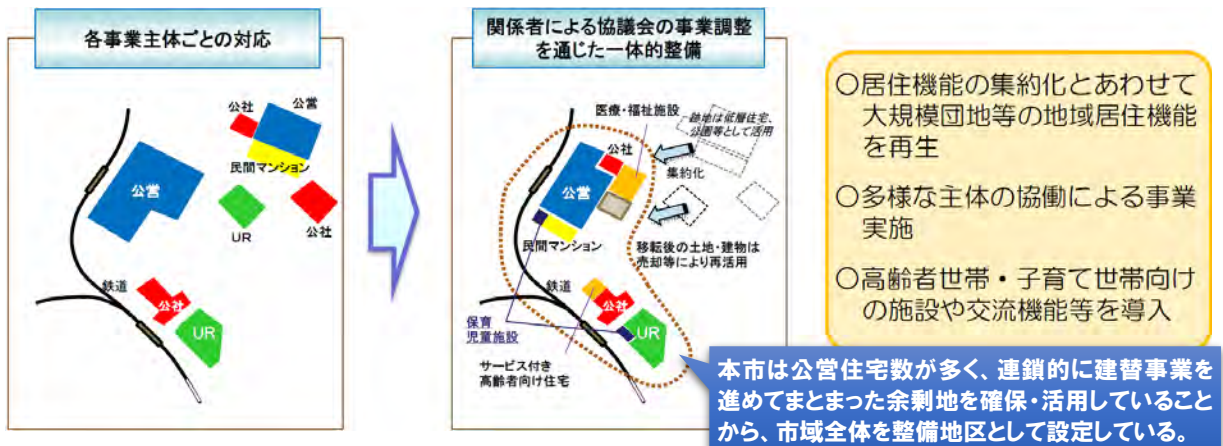 各事業主体ごとの対応
公社
公営
民間マンション
公営
UR
公社
鉄道
公社
UR
関係者による協議会の事業調整
を通じた一体的整備
医療・福祉施設
跡地は低層住宅、
公園等として活用
公社
集約化
公営
民間マンション
移転後の土地・建物は
売却等により再活用
鉄道
公社
保育
児童施設
UR
サービス付き
高齢者向け住宅
○居住機能の集約化とあわせて
大規模団地等の地域居住機能
を再生
○多様な主体の協働による事業
実施
○高齢者世帯・子育て世帯向け
の施設や交流機能等を導入
本市は公営住宅数が多く、連鎖的に建替事業を
進めてまとまった余剰地を確保・活用していること
から、市域全体を整備地区として設定している。